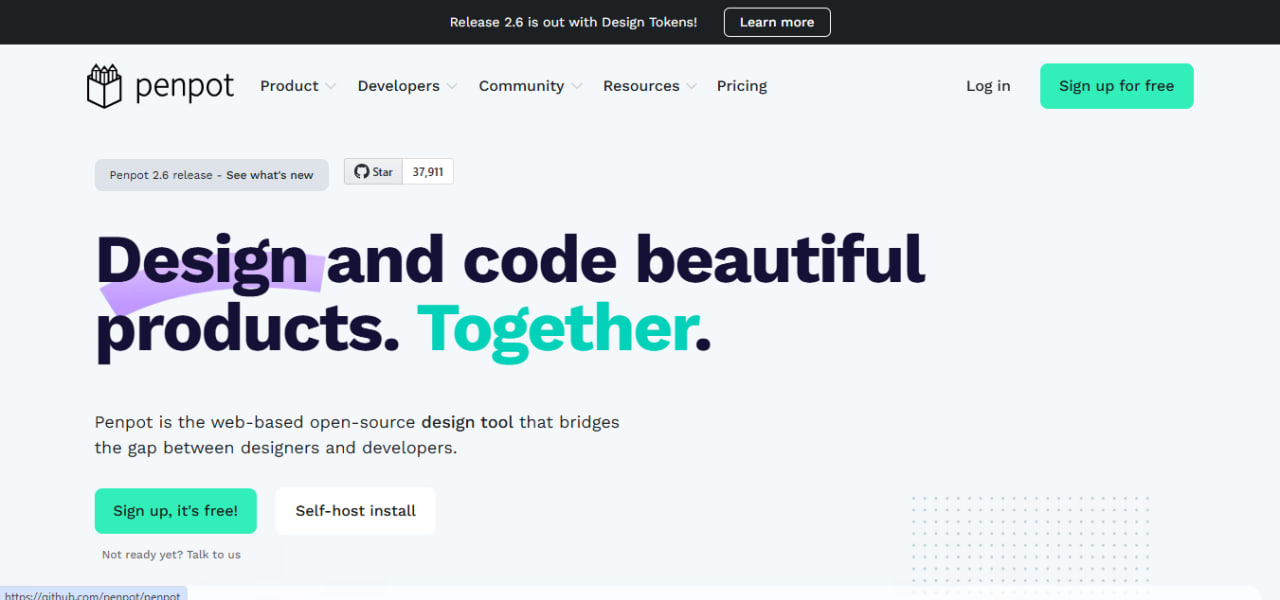 Release 2.6 is out with Design Tokens! Learn more
penpot Product Developers Community Resources Pricing Log in Sign up for free
Penpot 2.6 release - See what's new Star 37,911
Design and code beautiful
products. Together.
Penpot is the web-based open-source design tool that bridges
the gap between designers and developers.
Sign up, it's free! Self-host install
Not ready yet? Talk to us
https://github.com/penpot/penpot